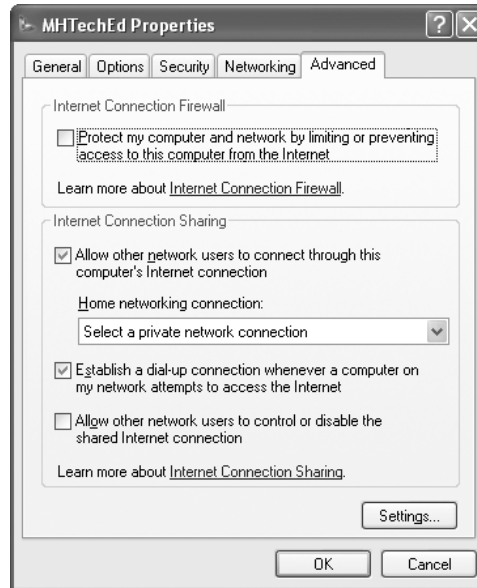 MHTechEd Properties
General Options Security Networking Advanced
Internet Connection Firewall
Protect my computer and network by limiting or preventing
access to this computer from the Internet
Learn more about Internet Connection Firewall.
Internet Connection Sharing
Allow other network users to connect through this
computer's Internet connection
Home networking connection:
Select a private network connection
Establish a dial-up connection whenever a computer on
my network attempts to access the Internet
Allow other network users to control or disable the
shared Internet connection
Learn more about Internet Connection Sharing.
Settings...
OK Cancel